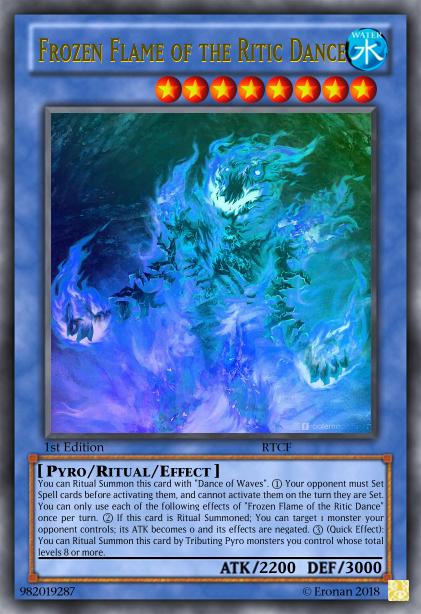 Frozen Flame of the Ritic Dance
WATER
水
1st Edition RTCF
[ Pyro/Ritual/Effect ]
You can Ritual Summon this card with "Dance of Waves". ① Your opponent must Set
Spell cards before activating them, and cannot activate them on the turn they are Set.
You can only use each of the following effects of "Frozen Flame of the Ritic Dance"
once per turn. ② If this card is Ritual Summoned; You can target 1 monster your
opponent controls; its ATK becomes 0 and its effects are negated. ③ (Quick Effect):
You can Ritual Summon this card by Tributing Pyro monsters you control whose total
levels 8 or more.
ATK/2200 DEF/3000
982019287 © Eronan 2018